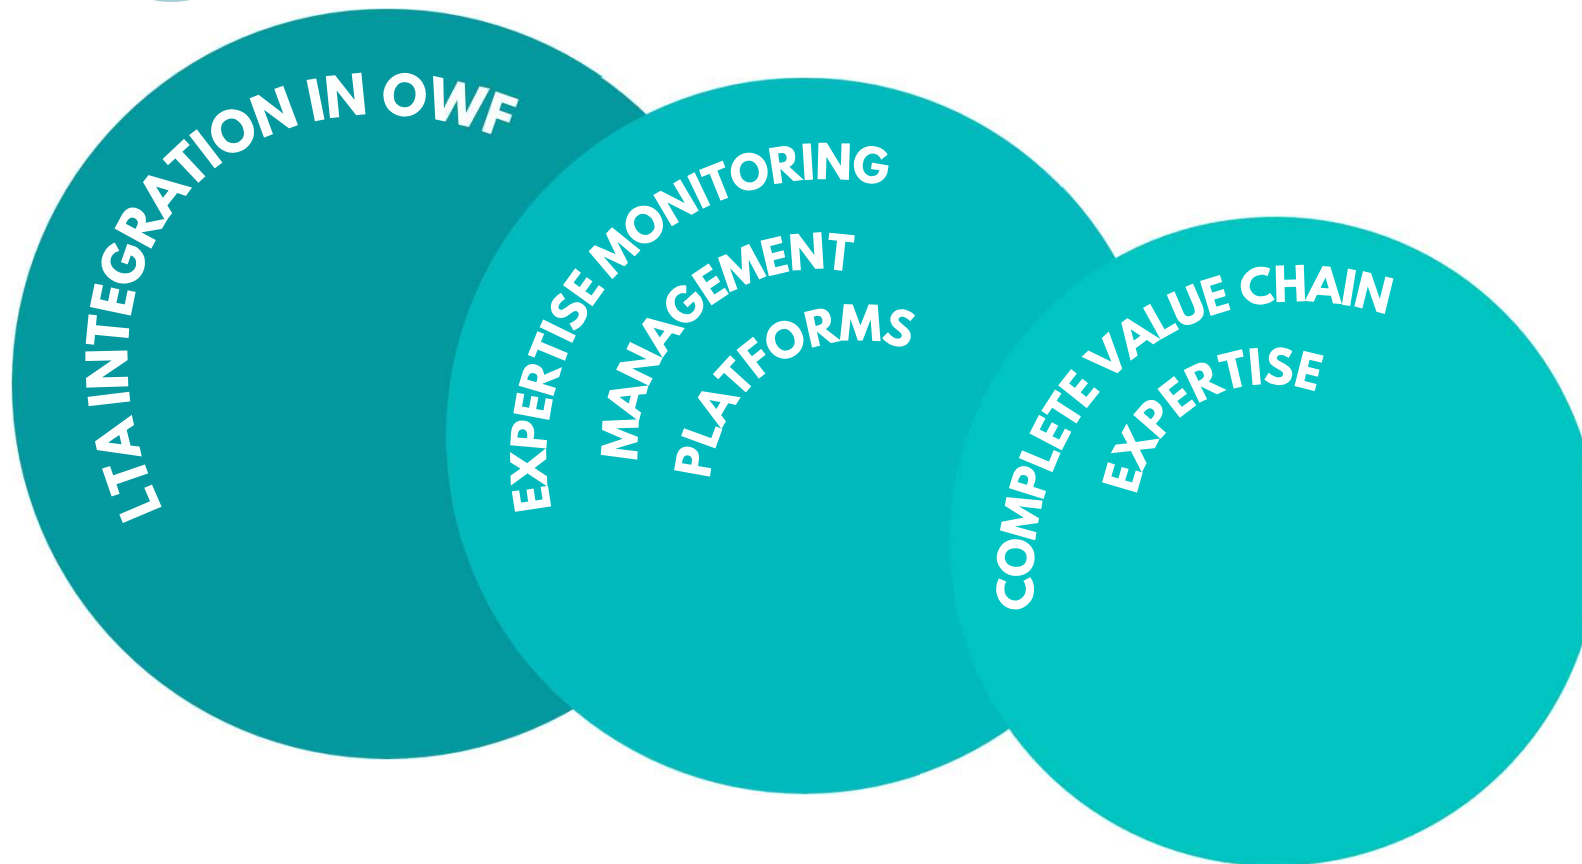 LTA INTEGRATION IN OWF
EXPERTISE MONITORING
MANAGEMENT
PLATFORMS
COMPLETE VALUE CHAIN
EXPERTISE